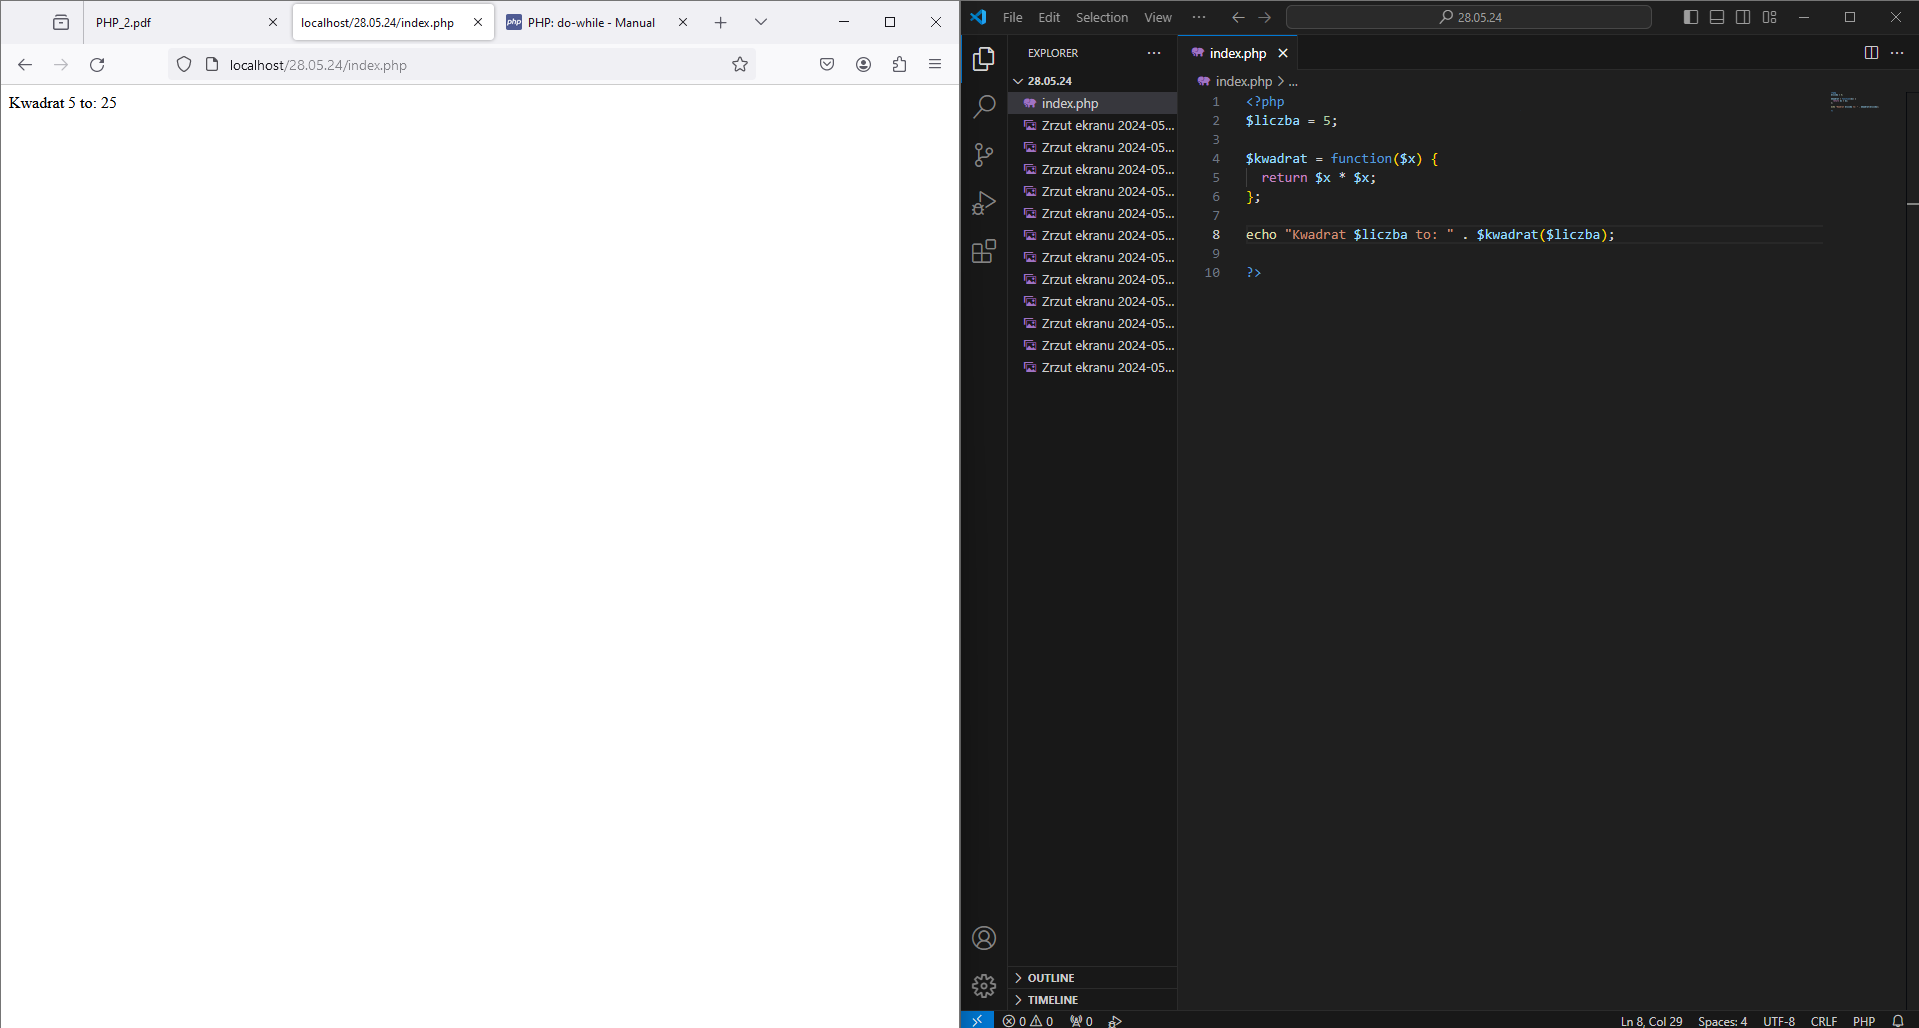 PHP_2.pdf
localhost/28.05.24/index.php
php PHP: do-while - Manual
localhost/28.05.24/index.php
Kwadrat 5 to: 25
File Edit Selection View ...
28.05.24
EXPLORER ...
28.05.24
index.php
Zrzut ekranu 2024-05...
Zrzut ekranu 2024-05...
Zrzut ekranu 2024-05...
Zrzut ekranu 2024-05...
Zrzut ekranu 2024-05...
Zrzut ekranu 2024-05...
Zrzut ekranu 2024-05...
Zrzut ekranu 2024-05...
Zrzut ekranu 2024-05...
Zrzut ekranu 2024-05...
Zrzut ekranu 2024-05...
Zrzut ekranu 2024-05...
OUTLINE
TIMELINE
index.php
index.php > ...
1 <?php
2 $liczba = 5;
3
4 $kwadrat = function($x) {
5 return $x * $x;
6 };
7
8 echo "Kwadrat $liczba to: " . $kwadrat($liczba);
9
10 ?>
0 0 0
Ln 8, Col 29 Spaces: 4 UTF-8 CRLF PHP